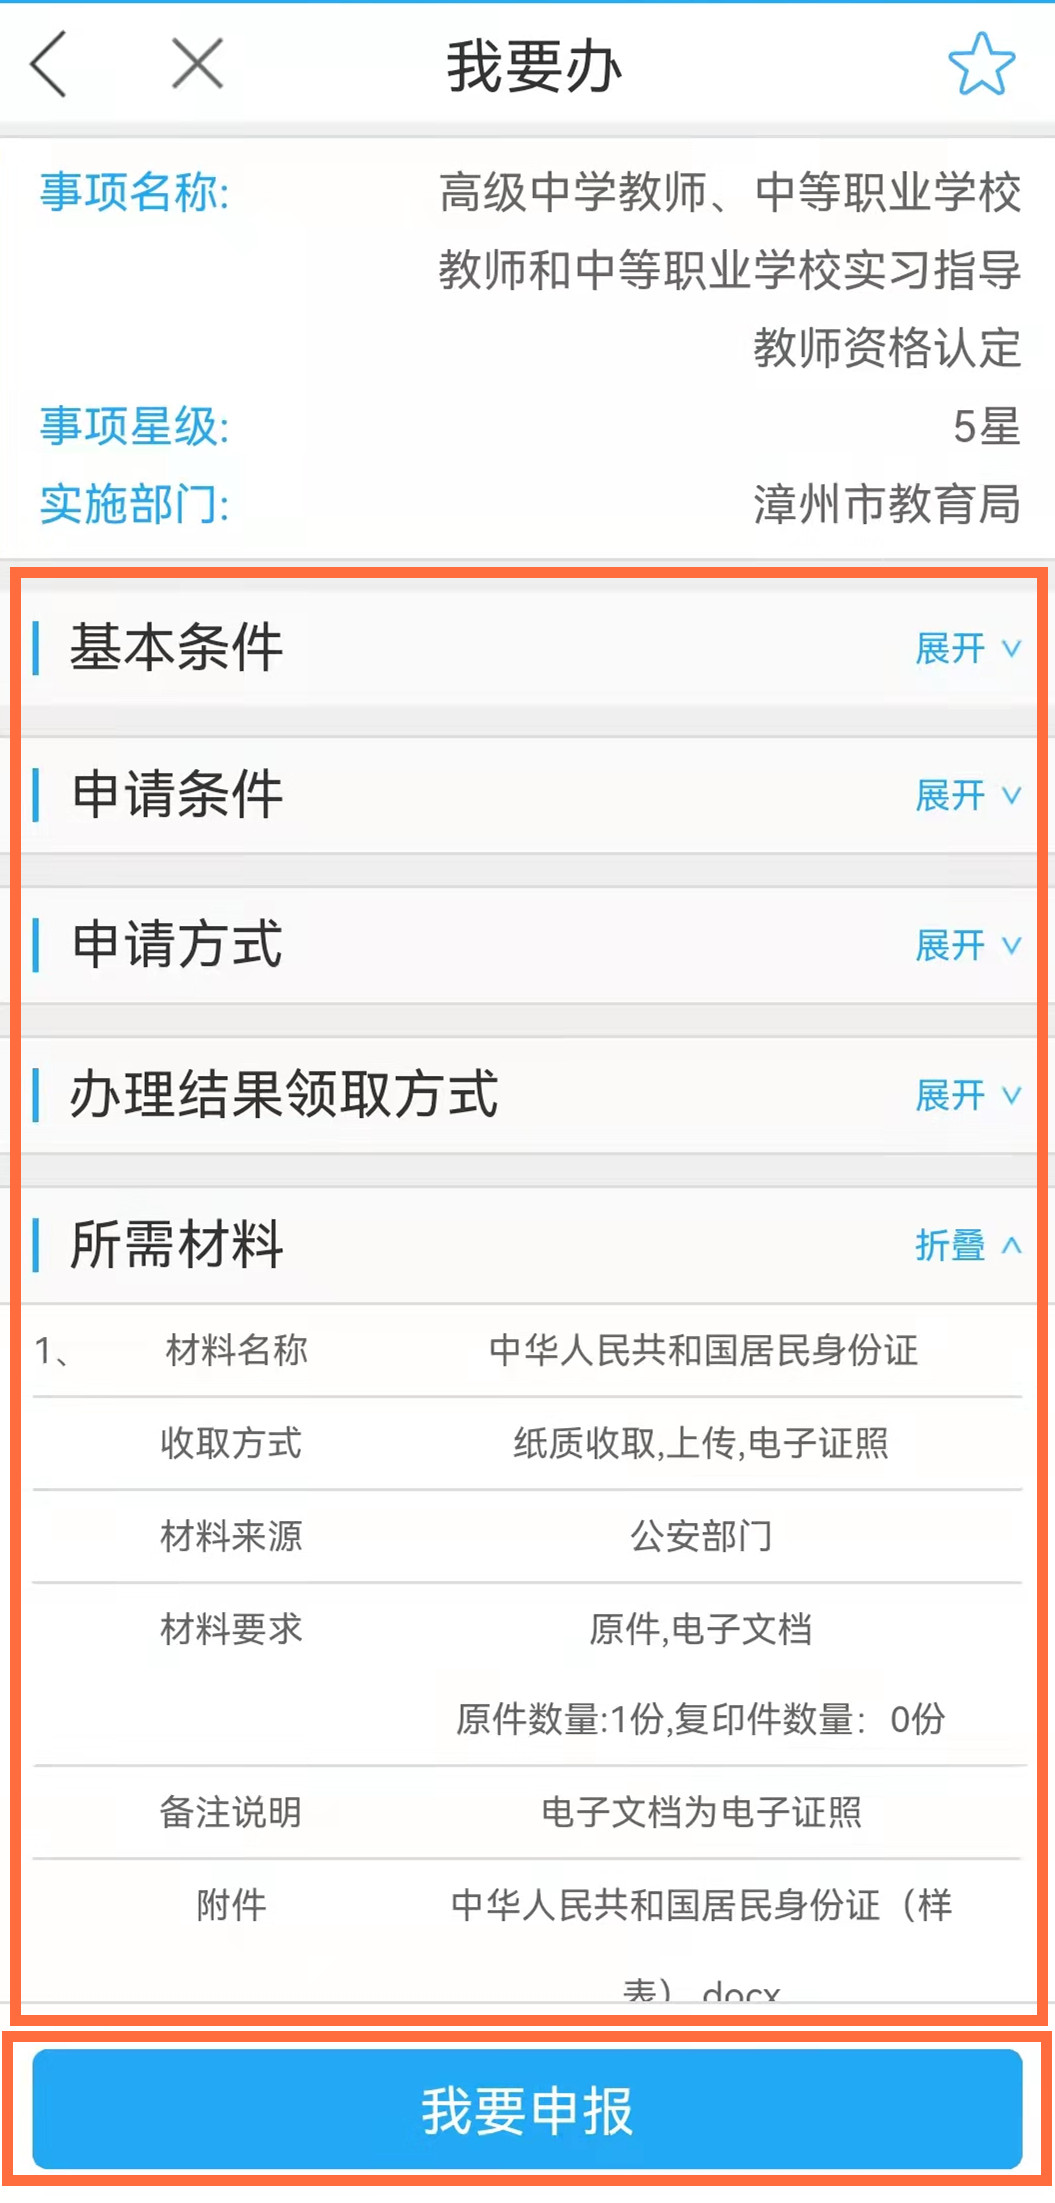 我要办
事项名称:
高级中学教师、中等职业学校
教师和中等职业学校实习指导
教师资格认定
事项星级:
5星
实施部门:
漳州市教育局
基本条件
展开
申请条件
展开
申请方式
展开
办理结果领取方式
展开
所需材料
折叠
1、 材料名称 中华人民共和国居民身份证
收取方式 纸质收取,上传,电子证照
材料来源 公安部门
材料要求 原件,电子文档
原件数量:1份,复印件数量：0份
备注说明 电子文档为电子证照
附件 中华人民共和国居民身份证（样
表）.docx
我要申报